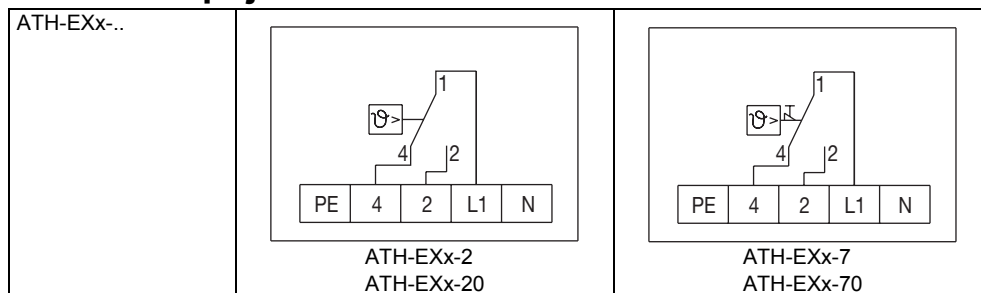 ATH-EXx-..
1
ϑ>
4 2
PE 4 2 L1 N
ATH-EXx-2
ATH-EXx-20
1
ϑ>
4 2
PE 4 2 L1 N
ATH-EXx-7
ATH-EXx-70